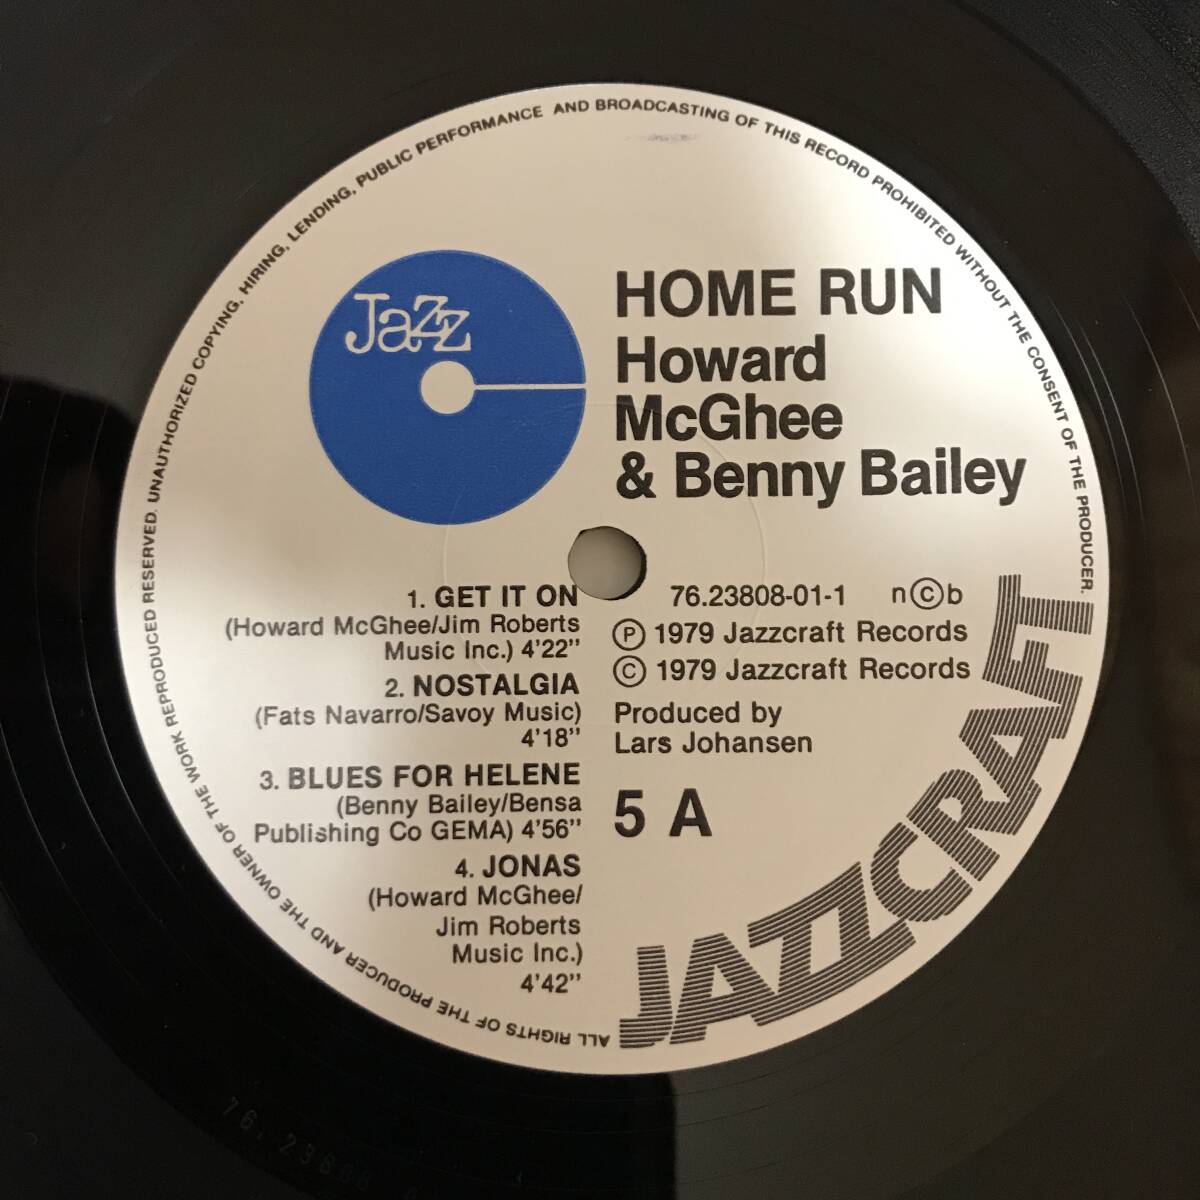 ALL RIGHTS OF THE PRODUCER AND THE OWNER OF THE WORK REPRODUCED RESERVED. UNAUTHORIZED COPYING, HIRING, LENDING, PUBLIC PERFORMANCE AND BROADCASTING OF THIS RECORD PROHIBITED WITHOUT THE CONSENT OF THE PRODUCER.
Jazz
HOME RUN
Howard
McGhee
& Benny Bailey
1. GET IT ON
(Howard McGhee/Jim Roberts
Music Inc.) 4'22"
2. NOSTALGIA
(Fats Navarro/Savoy Music)
4'18"
3. BLUES FOR HELENE
(Benny Bailey/Bensa
Publishing Co GEMA) 4'56"
4. JONAS
(Howard McGhee/
Jim Roberts
Music Inc.)
4'42"
76.23808-01-1 n©b
℗ 1979 Jazzcraft Records
© 1979 Jazzcraft Records
Produced by
Lars Johansen
5 A
JAZZCRAFT
76.23808